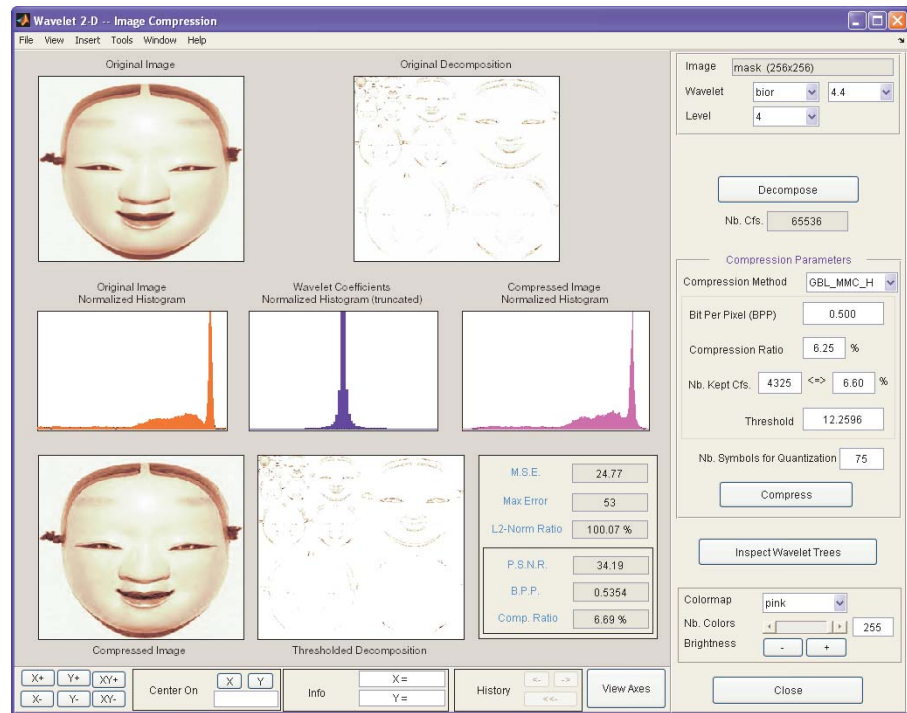 Wavelet 2-D -- Image Compression
File View Insert Tools Window Help
Original Image
Original Decomposition
Original Image
Normalized Histogram
Wavelet Coefficients
Normalized Histogram (truncated)
Compressed Image
Normalized Histogram
M.S.E. 24.77
Max Error 53
L2-Norm Ratio 100.07 %
P.S.N.R. 34.19
B.P.P. 0.5354
Comp. Ratio 6.69 %
Compressed Image
Thresholded Decomposition
Image mask (256x256)
Wavelet bior 4.4
Level 4
Decompose
Nb. Cfs. 65536
Compression Parameters
Compression Method GBL_MMC_H
Bit Per Pixel (BPP) 0.500
Compression Ratio 6.25 %
Nb. Kept Cfs. 4325 <=> 6.60 %
Threshold 12.2596
Nb. Symbols for Quantization 75
Compress
Inspect Wavelet Trees
Colormap pink
Nb. Colors 255
Brightness - +
X+ Y+ XY+
X- Y- XY-
Center On X Y
Info X =
Y =
History <- ->
<<-
View Axes
Close